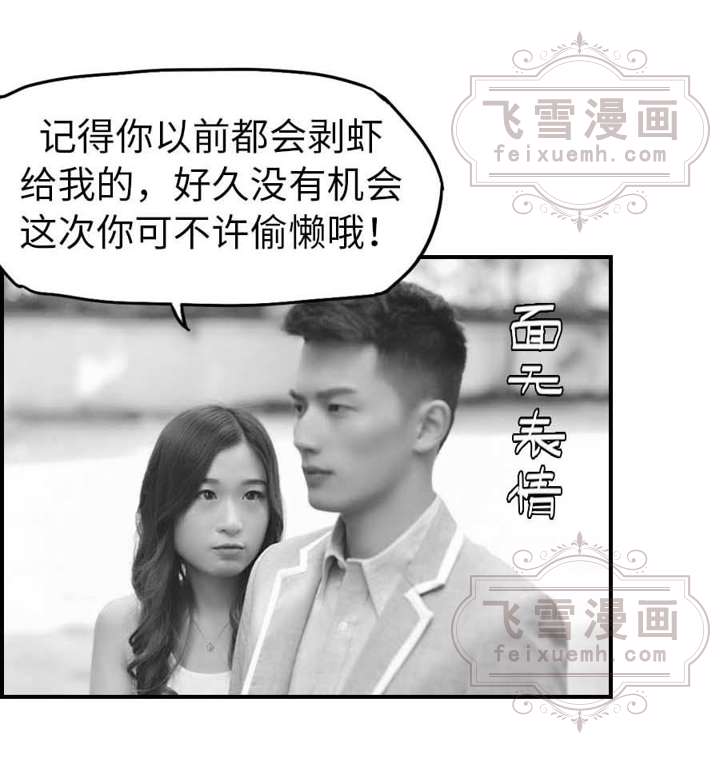 飞雪漫画
feixuemh.com
记得你以前都会剥虾
给我的，好久没有机会
这次你可不许偷懒哦！
面无表情
飞雪漫画
feixuemh.com